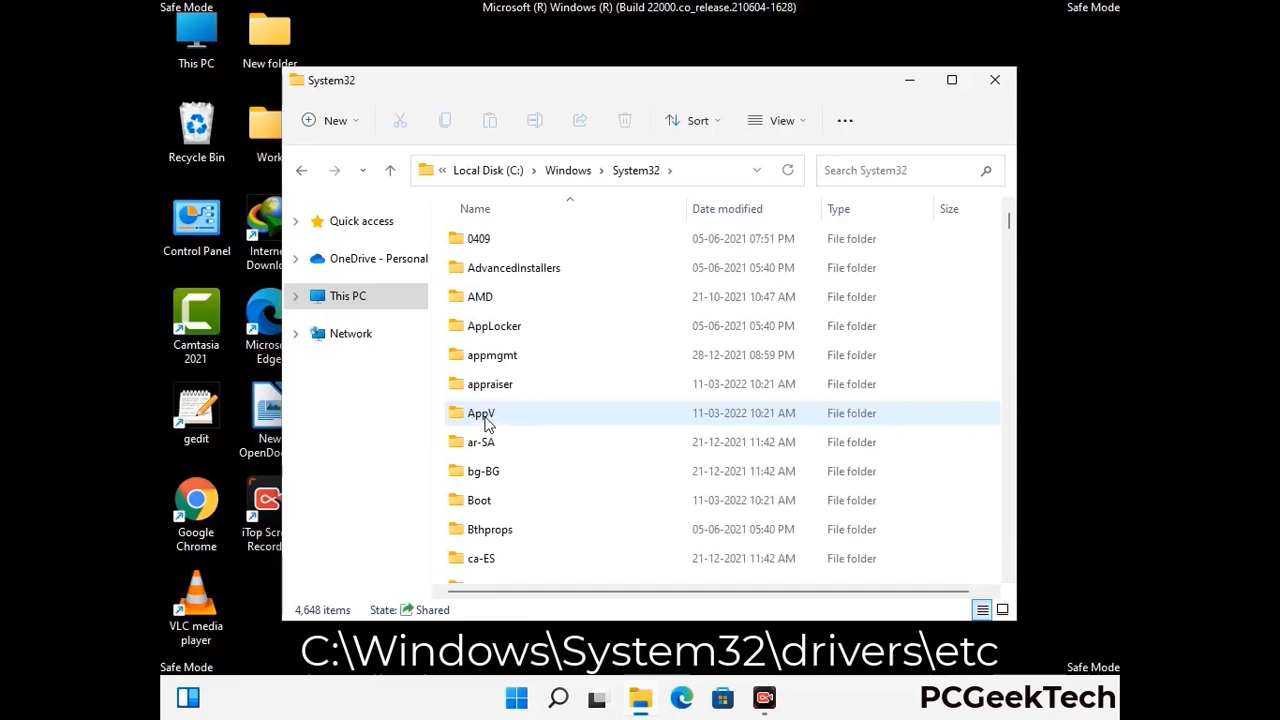 Safe Mode
Microsoft (R) Windows (R) (Build 22000.co_release.210604-1628)
Safe Mode
This PC
New folder
Recycle Bin
Work
Control Panel
Internet
Downlo
Camtasia
2021
Micros
Edge
gedit
New
OpenDoc
Google
Chrome
iTop Scre
Record
VLC media
player
System32
New
Sort
View
Local Disk (C:)
Windows
System32
Search System32
Quick access
OneDrive - Personal
This PC
Network
Name Date modified Type Size
0409 05-06-2021 07:51 PM File folder
AdvancedInstallers 05-06-2021 05:40 PM File folder
AMD 21-10-2021 10:47 AM File folder
AppLocker 05-06-2021 05:40 PM File folder
appmgmt 28-12-2021 08:59 PM File folder
appraiser 11-03-2022 10:21 AM File folder
AppV 11-03-2022 10:21 AM File folder
ar-SA 21-12-2021 11:42 AM File folder
bg-BG 21-12-2021 11:42 AM File folder
Boot 11-03-2022 10:21 AM File folder
Bthprops 05-06-2021 05:40 PM File folder
ca-ES 21-12-2021 11:42 AM File folder
4,648 items State: Shared
C:\Windows\System32\drivers\etc
Safe Mode
Safe Mode
PCGeekTech